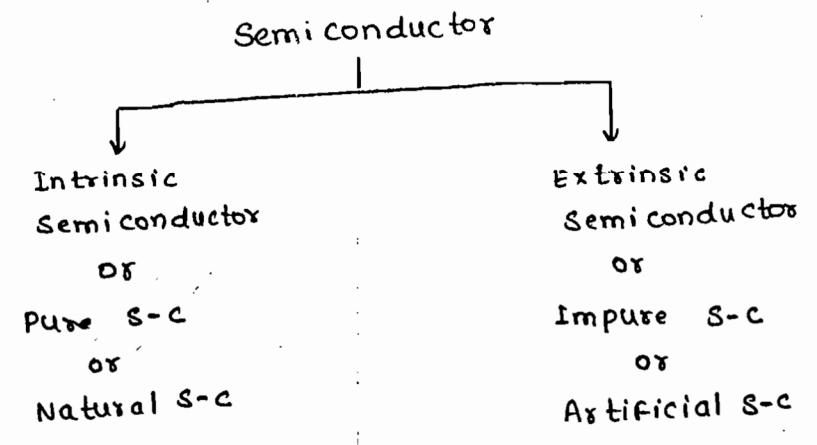 Semiconductor
Intrinsic
Semiconductor
or
Pure S-C
or
Natural S-C
Extrinsic
Semiconductor
or
Impure S-C
or
Artificial S-C